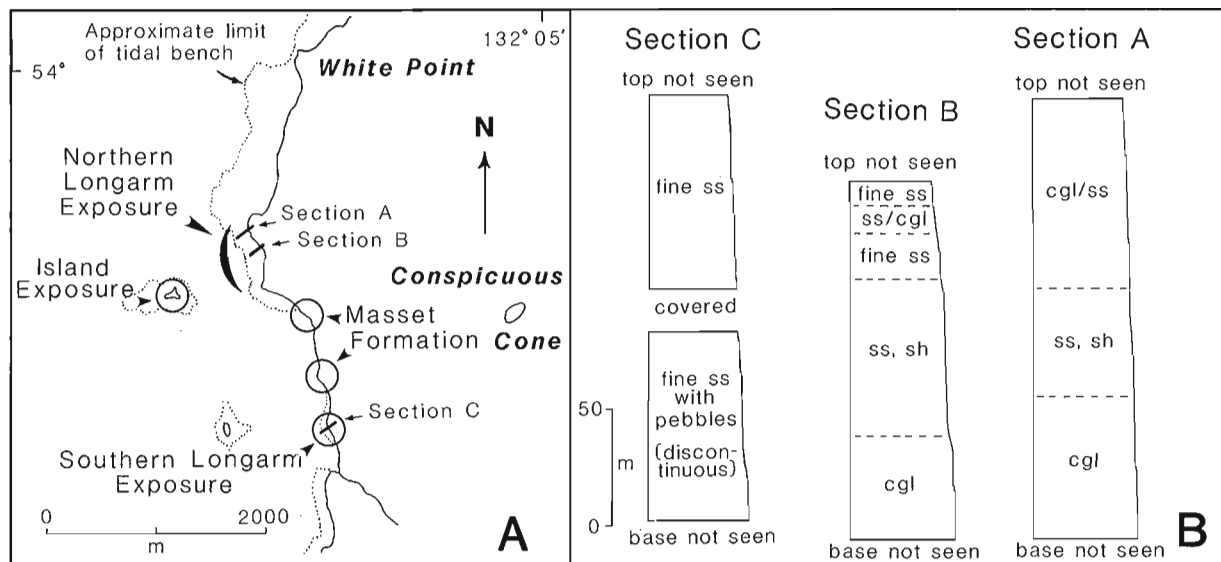 Approximate limit
of tidal bench
132° 05'
54°
White Point
N
Northern
Longarm
Exposure
Section A
Section B
Island
Exposure
Conspicuous
Cone
Masset
Formation
Section C
Southern Longarm
Exposure
0
2000
m
A
Section C
top not seen
fine ss
covered
fine ss
with
pebbles
(discon-
tinuous)
base not seen
50
m
0
Section B
top not seen
fine ss
ss/cgl
fine ss
ss, sh
cgl
Section A
top not seen
cgl/ss
ss, sh
cgl
base not seen
B